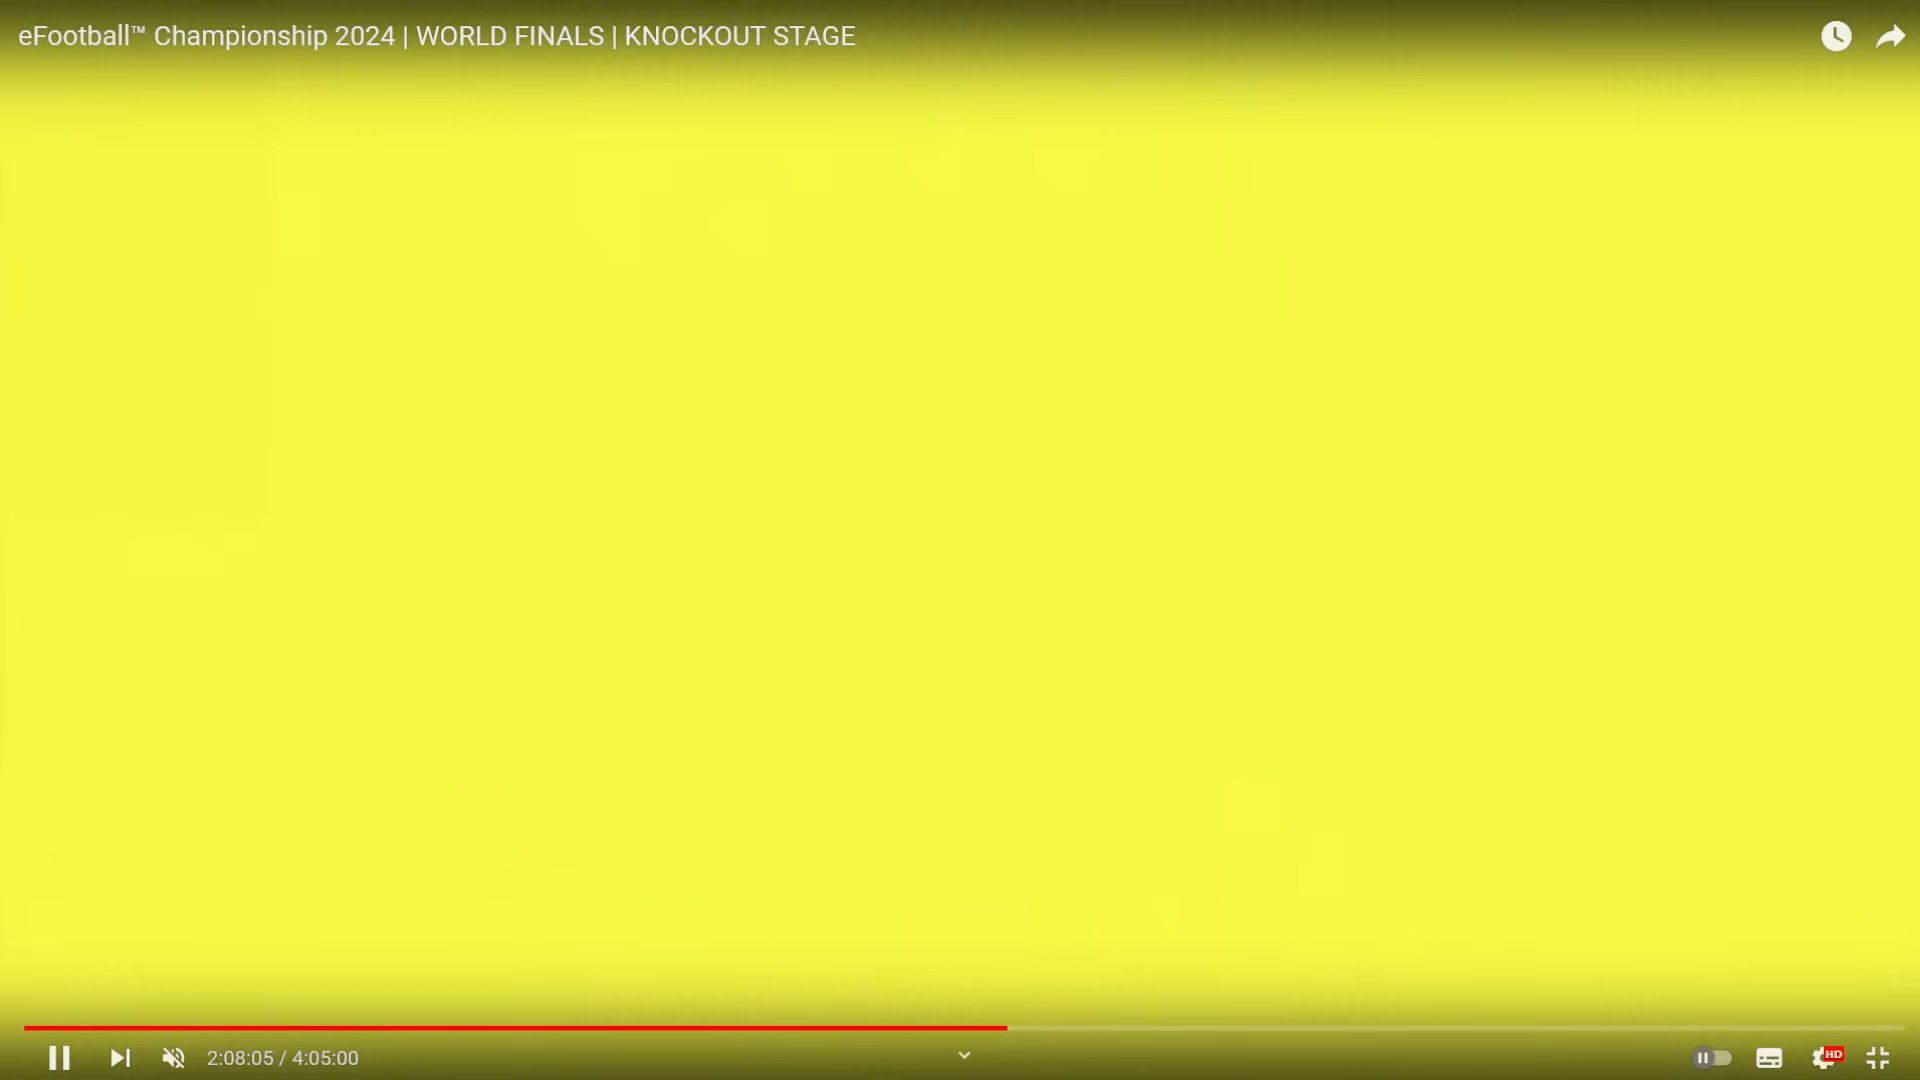 eFootball™ Championship 2024 | WORLD FINALS | KNOCKOUT STAGE
2:08:05 / 4:05:00
HD